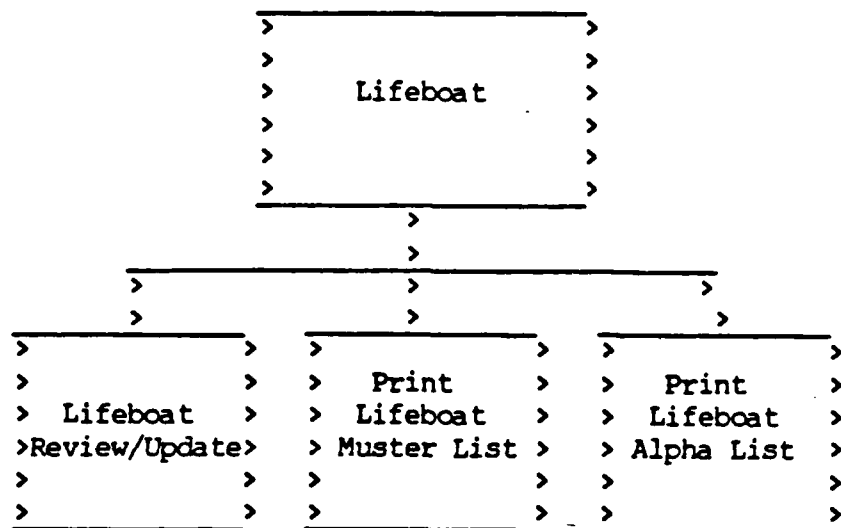 Lifeboat
Lifeboat
Review/Update
Print
Lifeboat
Muster List
Print
Lifeboat
Alpha List